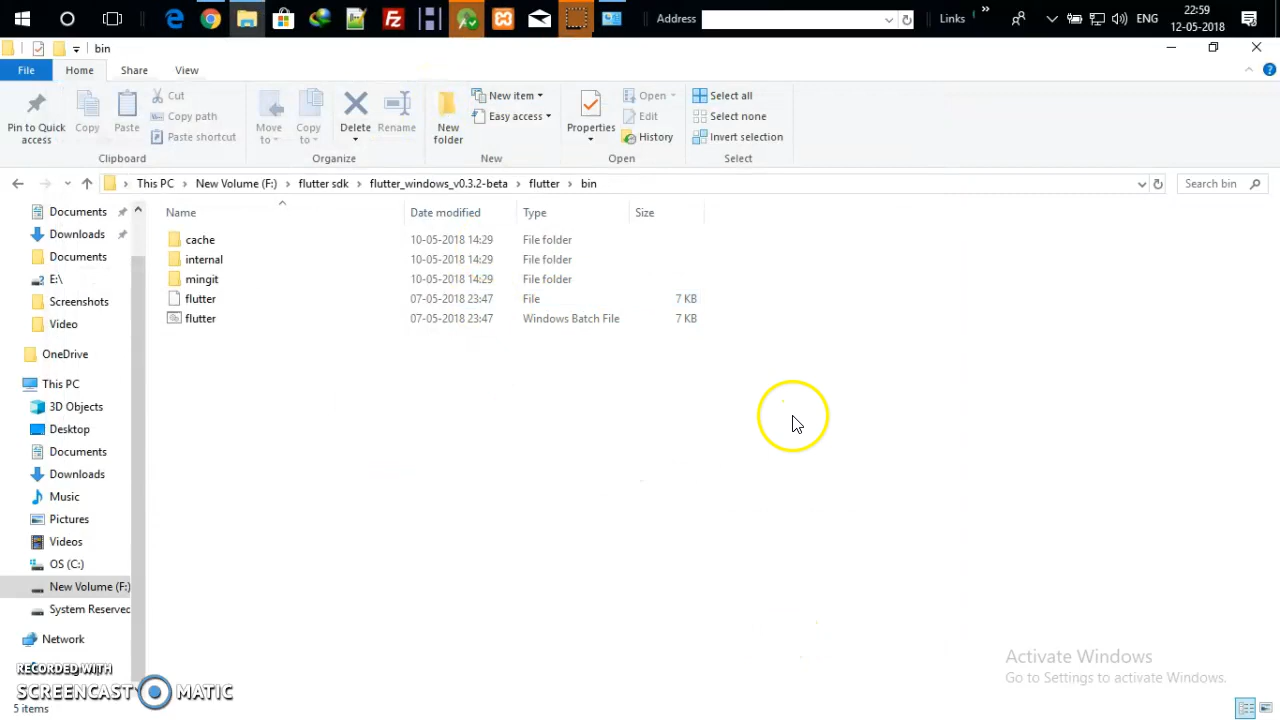 Address
Links
»
ENG
22:59
12-05-2018
bin
File
Home
Share
View
Pin to Quick access
Copy
Paste
Cut
Copy path
Paste shortcut
Clipboard
Move to
Copy to
Delete
Rename
Organize
New folder
New item
Easy access
New
Properties
Open
Edit
History
Open
Select all
Select none
Invert selection
Select
This PC > New Volume (F:) > flutter sdk > flutter_windows_v0.3.2-beta > flutter > bin
Search bin
Name Date modified Type Size
cache 10-05-2018 14:29 File folder
internal 10-05-2018 14:29 File folder
mingit 10-05-2018 14:29 File folder
flutter 07-05-2018 23:47 File 7 KB
flutter 07-05-2018 23:47 Windows Batch File 7 KB
Documents
Downloads
Documents
E:\
Screenshots
Video
OneDrive
This PC
3D Objects
Desktop
Documents
Downloads
Music
Pictures
Videos
OS (C:)
New Volume (F:)
System Reserved
Network
RECORDED WITH
SCREENCAST MATIC
5 items
Activate Windows
Go to Settings to activate Windows.